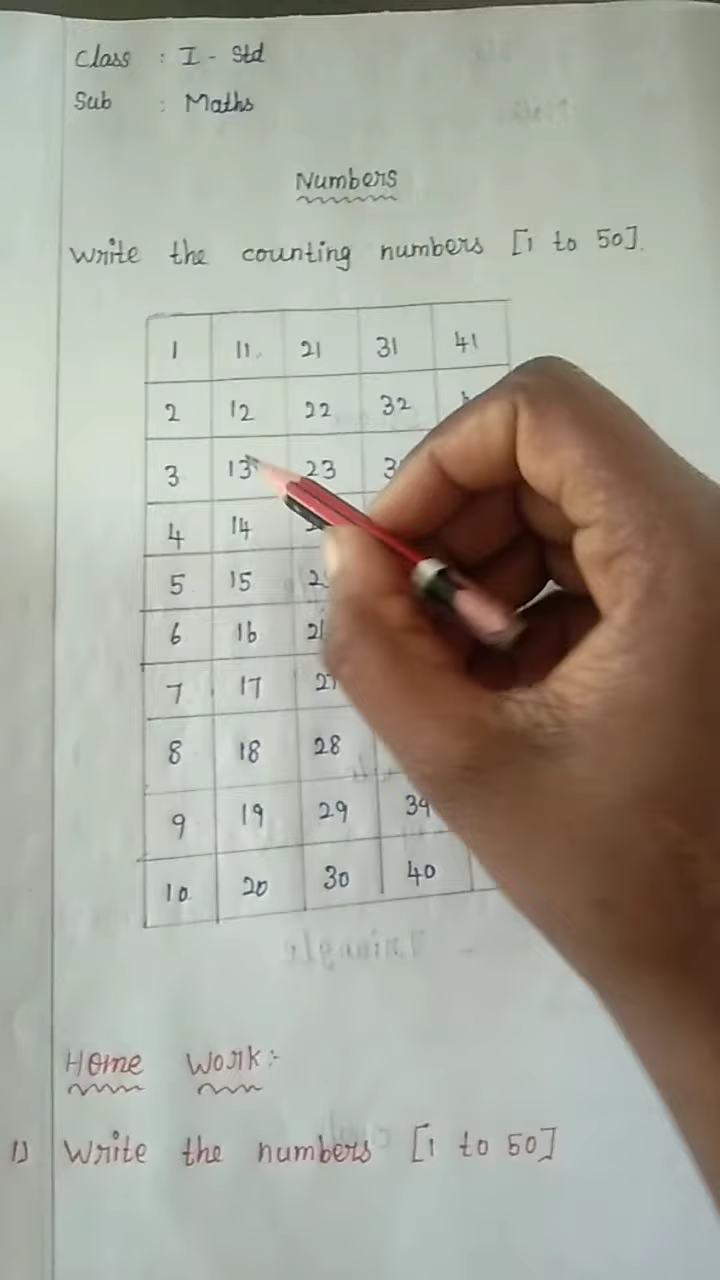 Class : I - Std
Sub : Maths
Numbers
Write the counting numbers [1 to 50].
1 11 21 31 41
2 12 22 32
3 13 23
4 14
5 15
6 16
7 17 27
8 18 28
9 19 29 39
10 20 30 40
Home Work:-
1) Write the numbers [1 to 50]